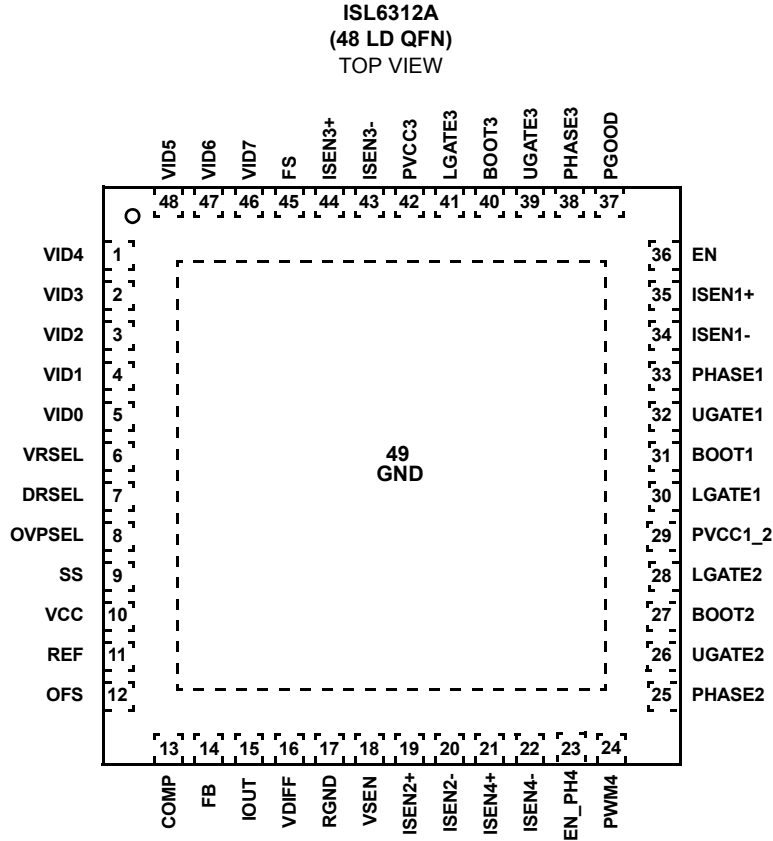 ISL6312A
(48 LD QFN)
TOP VIEW
VID5
VID6
VID7
FS
ISEN3+
ISEN3-
PVCC3
LGATE3
BOOT3
UGATE3
PHASE3
PGOOD
48 47 46 45 44 43 42 41 40 39 38 37
VID4 1
VID3 2
VID2 3
VID1 4
VID0 5
VRSEL 6
DRSEL 7
OVPSEL 8
SS 9
VCC 10
REF 11
OFS 12
49
GND
36 EN
35 ISEN1+
34 ISEN1-
33 PHASE1
32 UGATE1
31 BOOT1
30 LGATE1
29 PVCC1_2
28 LGATE2
27 BOOT2
26 UGATE2
25 PHASE2
13 14 15 16 17 18 19 20 21 22 23 24
COMP
FB
IOUT
VDIFF
RGND
VSEN
ISEN2+
ISEN2-
ISEN4+
ISEN4-
EN_PH4
PWM4